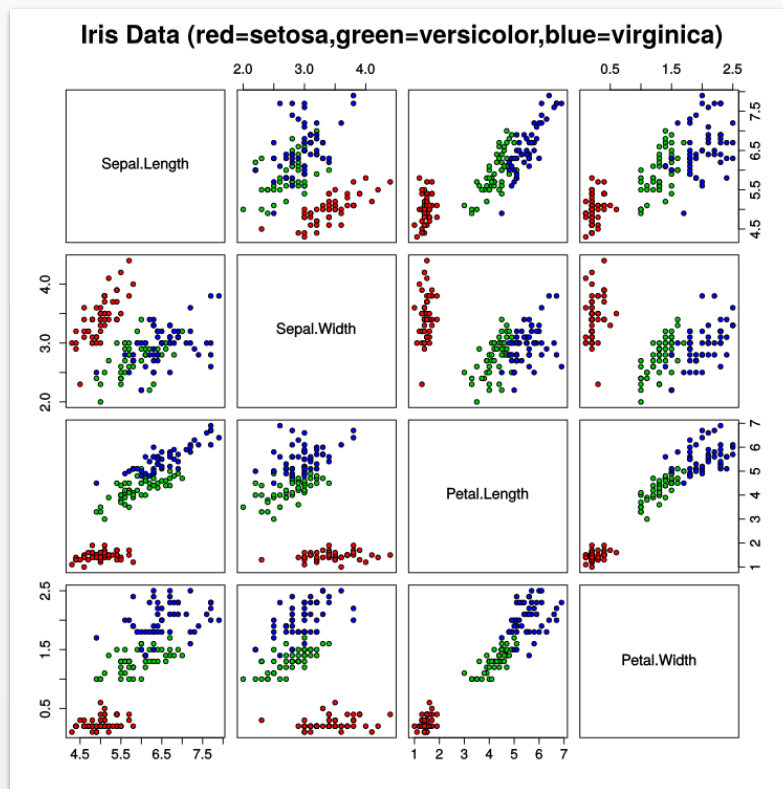 Iris Data (red=setosa,green=versicolor,blue=virginica)
2.0 3.0 4.0
0.5 1.5 2.5
Sepal.Length
4.5 5.5 6.5 7.5
2.0 3.0 4.0
Sepal.Width
Petal.Length
1 2 3 4 5 6 7
0.5 1.5 2.5
Petal.Width
4.5 5.5 6.5 7.5
1 2 3 4 5 6 7